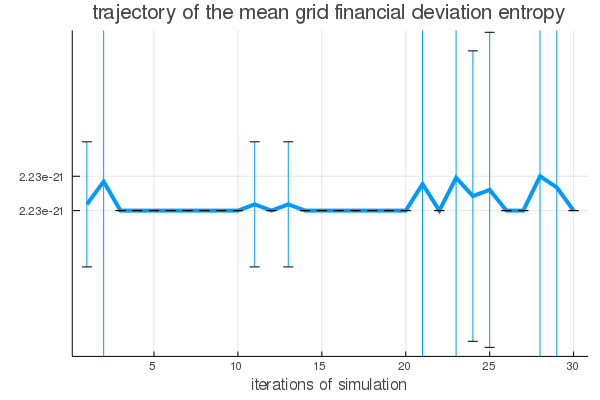 trajectory of the mean grid financial deviation entropy
2.23e-21
2.23e-21
5
10
15
20
25
30
iterations of simulation